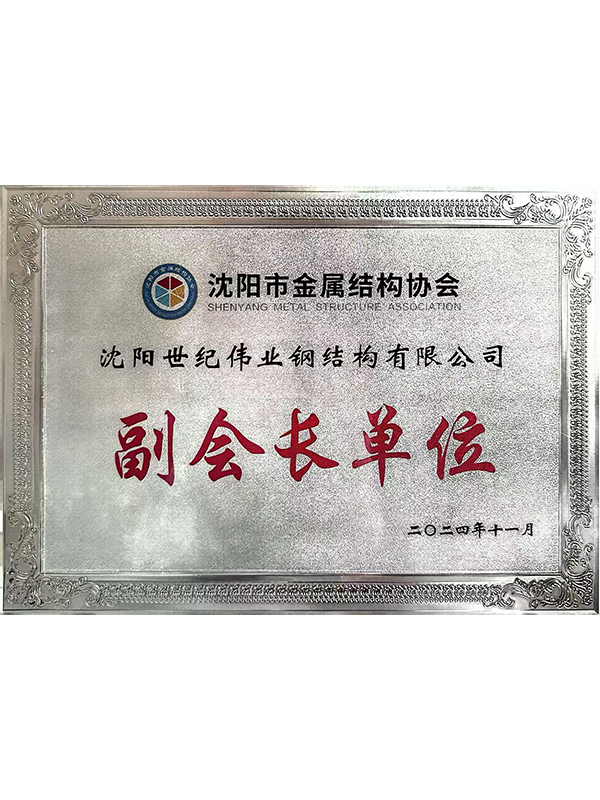 沈阳市金属结构协会
SHENYANG METAL STRUCTURE ASSOCIATION
沈阳世纪伟业钢结构有限公司
副会长单位
二〇二四年十一月